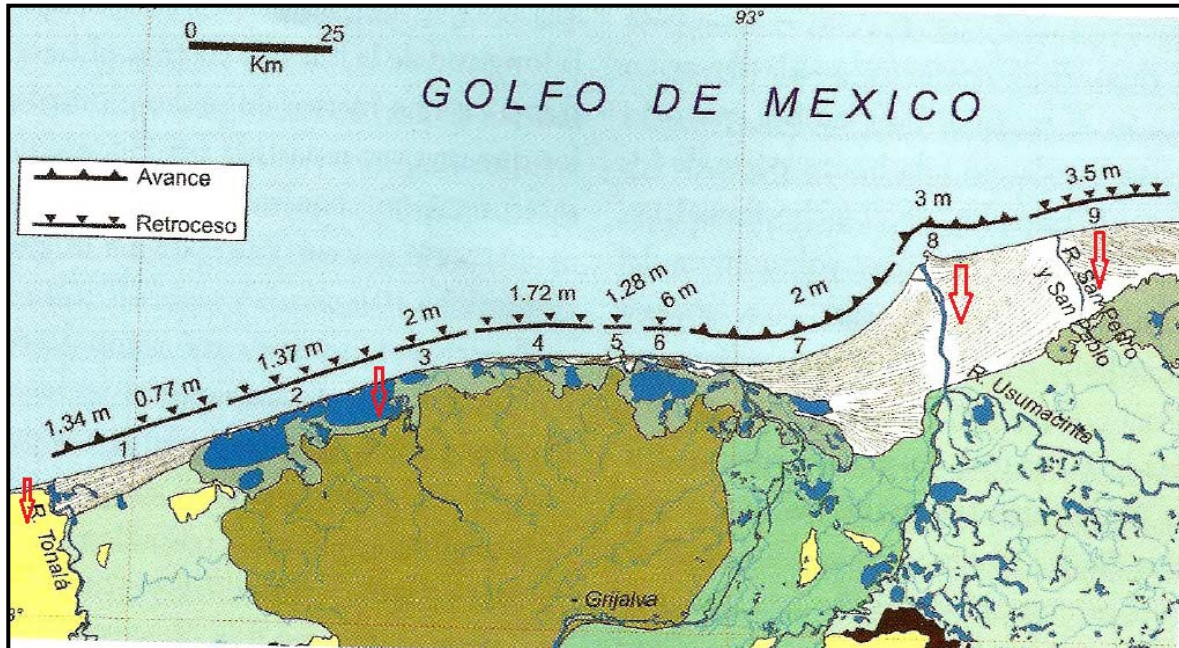 0 25
Km
93°
GOLFO DE MEXICO
Avance
Retroceso
3 m
3.5 m
8
9
1.34 m
0.77 m
1.37 m
2 m
1.72 m
1.28 m
6 m
2 m
1
2
3
4
5
6
7
R. San Pedro
y San Pablo
R. Usumacinta
R. Tonalá
Grijalva